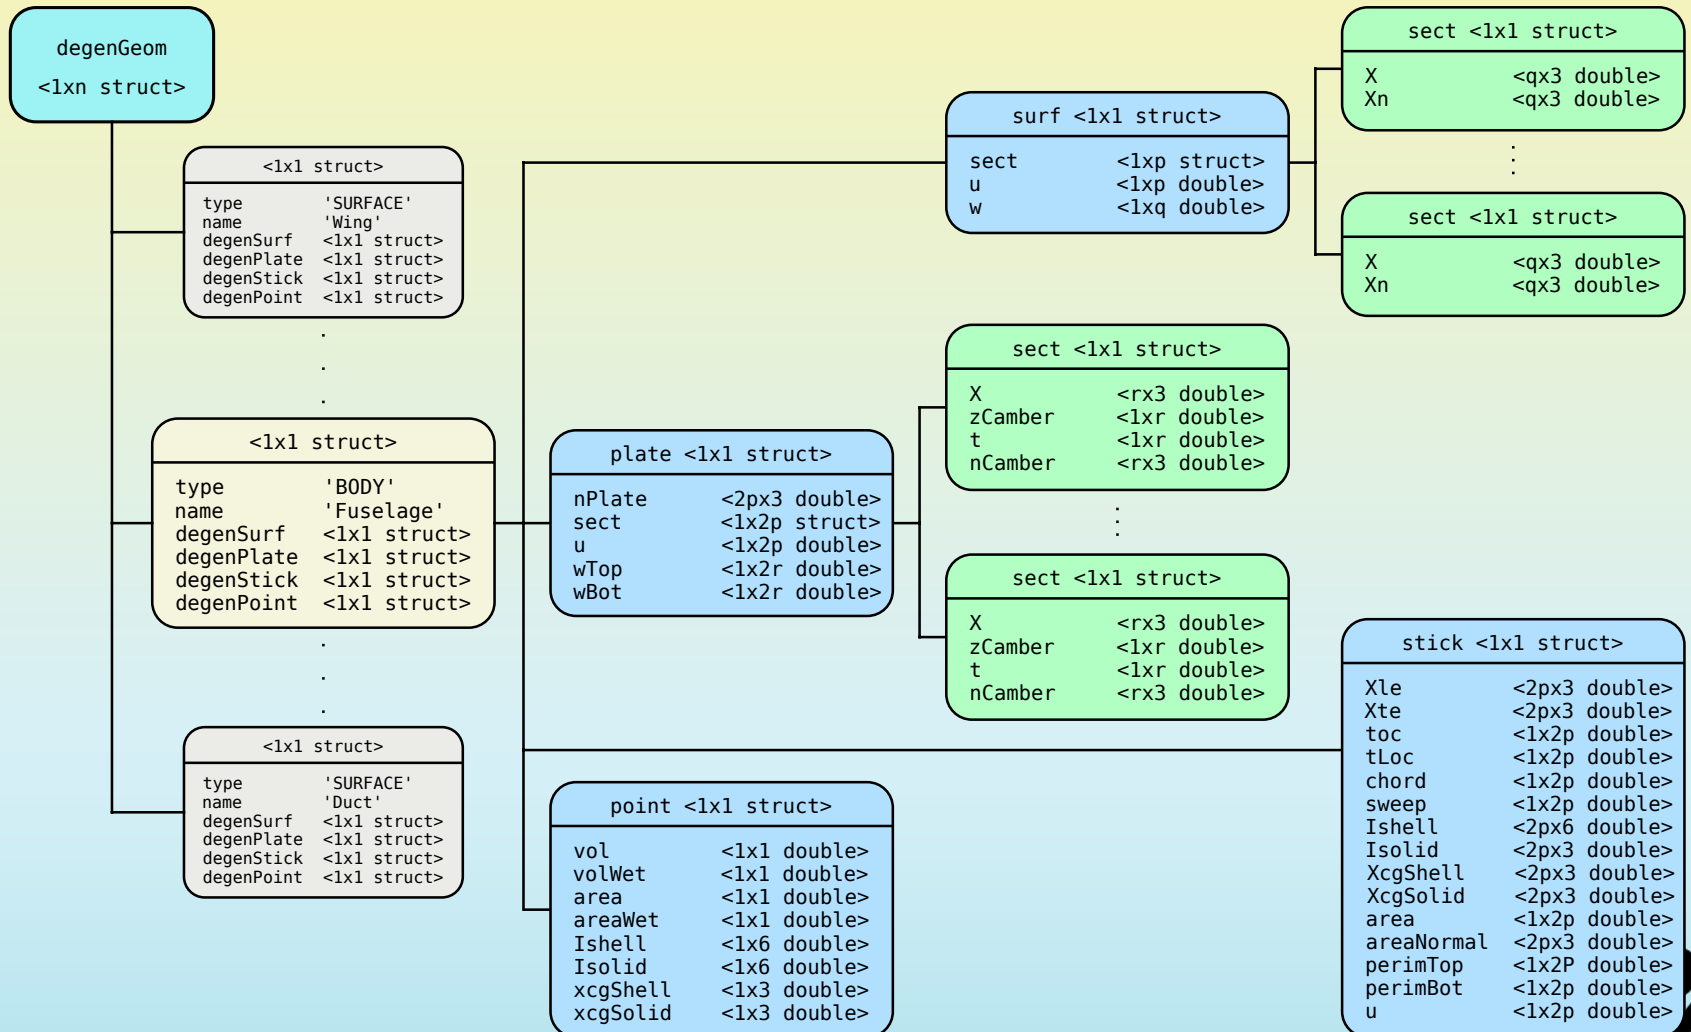 degenGeom
<1xn struct>
<1x1 struct>
type 'SURFACE'
name 'Wing'
degenSurf <1x1 struct>
degenPlate <1x1 struct>
degenStick <1x1 struct>
degenPoint <1x1 struct>
<1x1 struct>
type 'BODY'
name 'Fuselage'
degenSurf <1x1 struct>
degenPlate <1x1 struct>
degenStick <1x1 struct>
degenPoint <1x1 struct>
<1x1 struct>
type 'SURFACE'
name 'Duct'
degenSurf <1x1 struct>
degenPlate <1x1 struct>
degenStick <1x1 struct>
degenPoint <1x1 struct>
surf <1x1 struct>
sect <1xp struct>
u <1xp double>
w <1xq double>
sect <1x1 struct>
X <qx3 double>
Xn <qx3 double>
sect <1x1 struct>
X <qx3 double>
Xn <qx3 double>
plate <1x1 struct>
nPlate <2px3 double>
sect <1x2p struct>
u <1x2p double>
wTop <1x2r double>
wBot <1x2r double>
sect <1x1 struct>
X <rx3 double>
zCamber <1xr double>
t <1xr double>
nCamber <rx3 double>
sect <1x1 struct>
X <rx3 double>
zCamber <1xr double>
t <1xr double>
nCamber <rx3 double>
stick <1x1 struct>
Xle <2px3 double>
Xte <2px3 double>
toc <1x2p double>
tLoc <1x2p double>
chord <1x2p double>
sweep <1x2p double>
Ishell <2px6 double>
Isolid <2px3 double>
XcgShell <2px3 double>
XcgSolid <2px3 double>
area <1x2p double>
areaNormal <2px3 double>
perimTop <1x2P double>
perimBot <1x2p double>
u <1x2p double>
point <1x1 struct>
vol <1x1 double>
volWet <1x1 double>
area <1x1 double>
areaWet <1x1 double>
Ishell <1x6 double>
Isolid <1x6 double>
xcgShell <1x3 double>
xcgSolid <1x3 double>